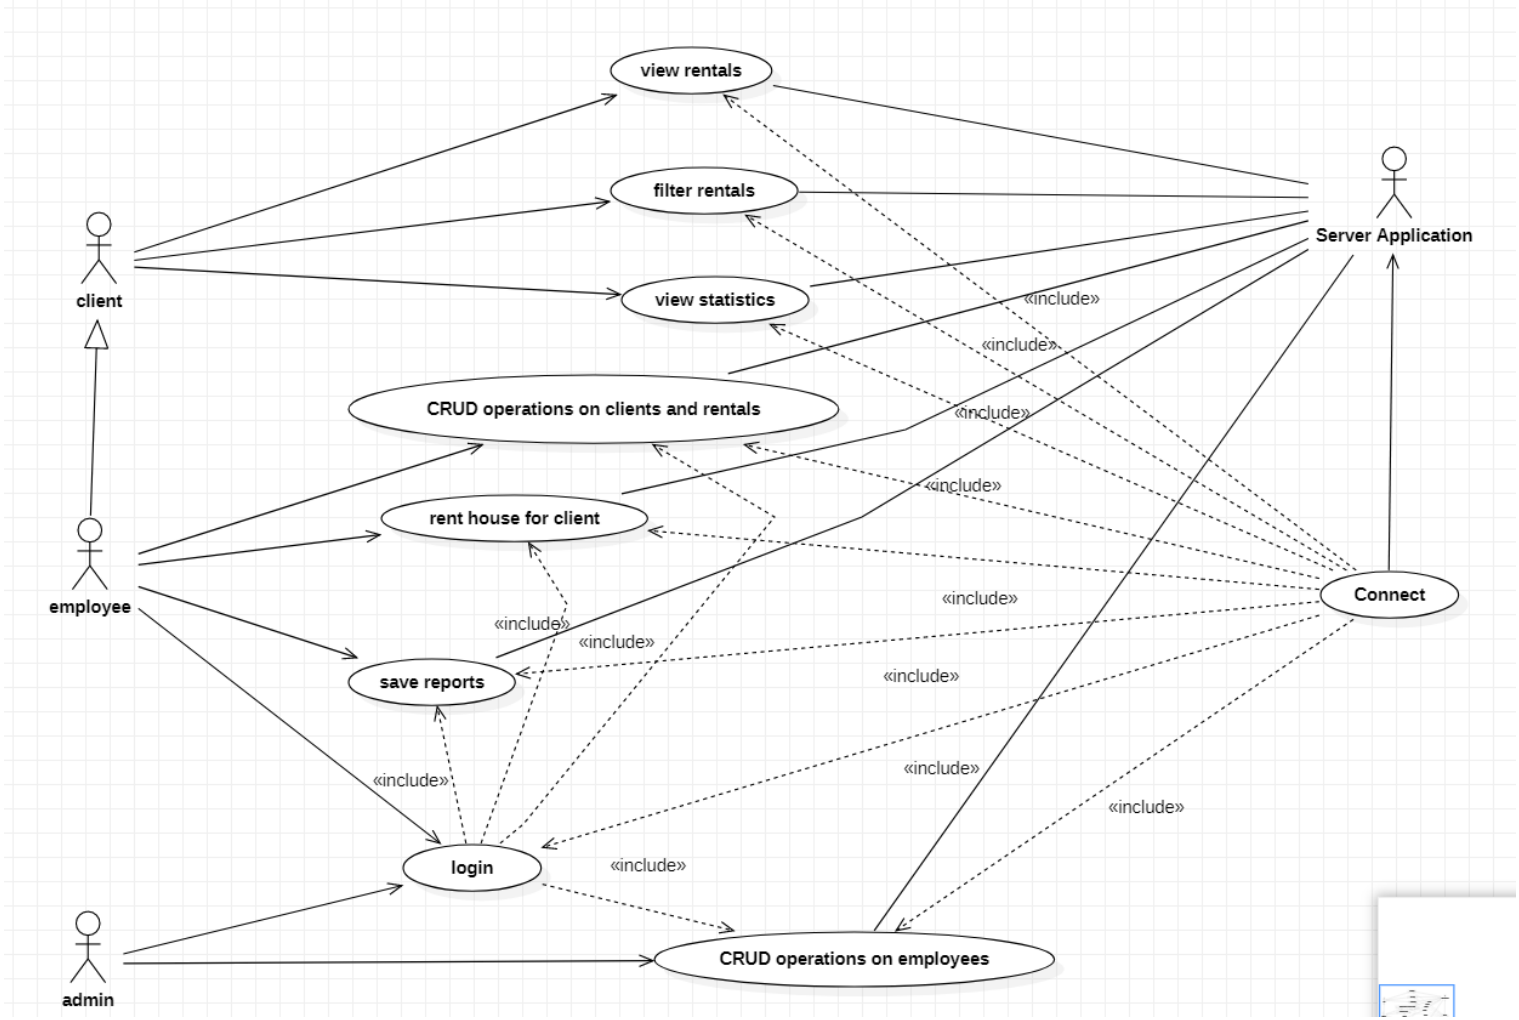 view rentals
filter rentals
Server Application
client
view statistics
«include»
«include»
CRUD operations on clients and rentals
«include»
«include»
rent house for client
employee
Connect
«include»
«include»
«include»
save reports
«include»
«include»
«include»
«include»
login
«include»
CRUD operations on employees
admin